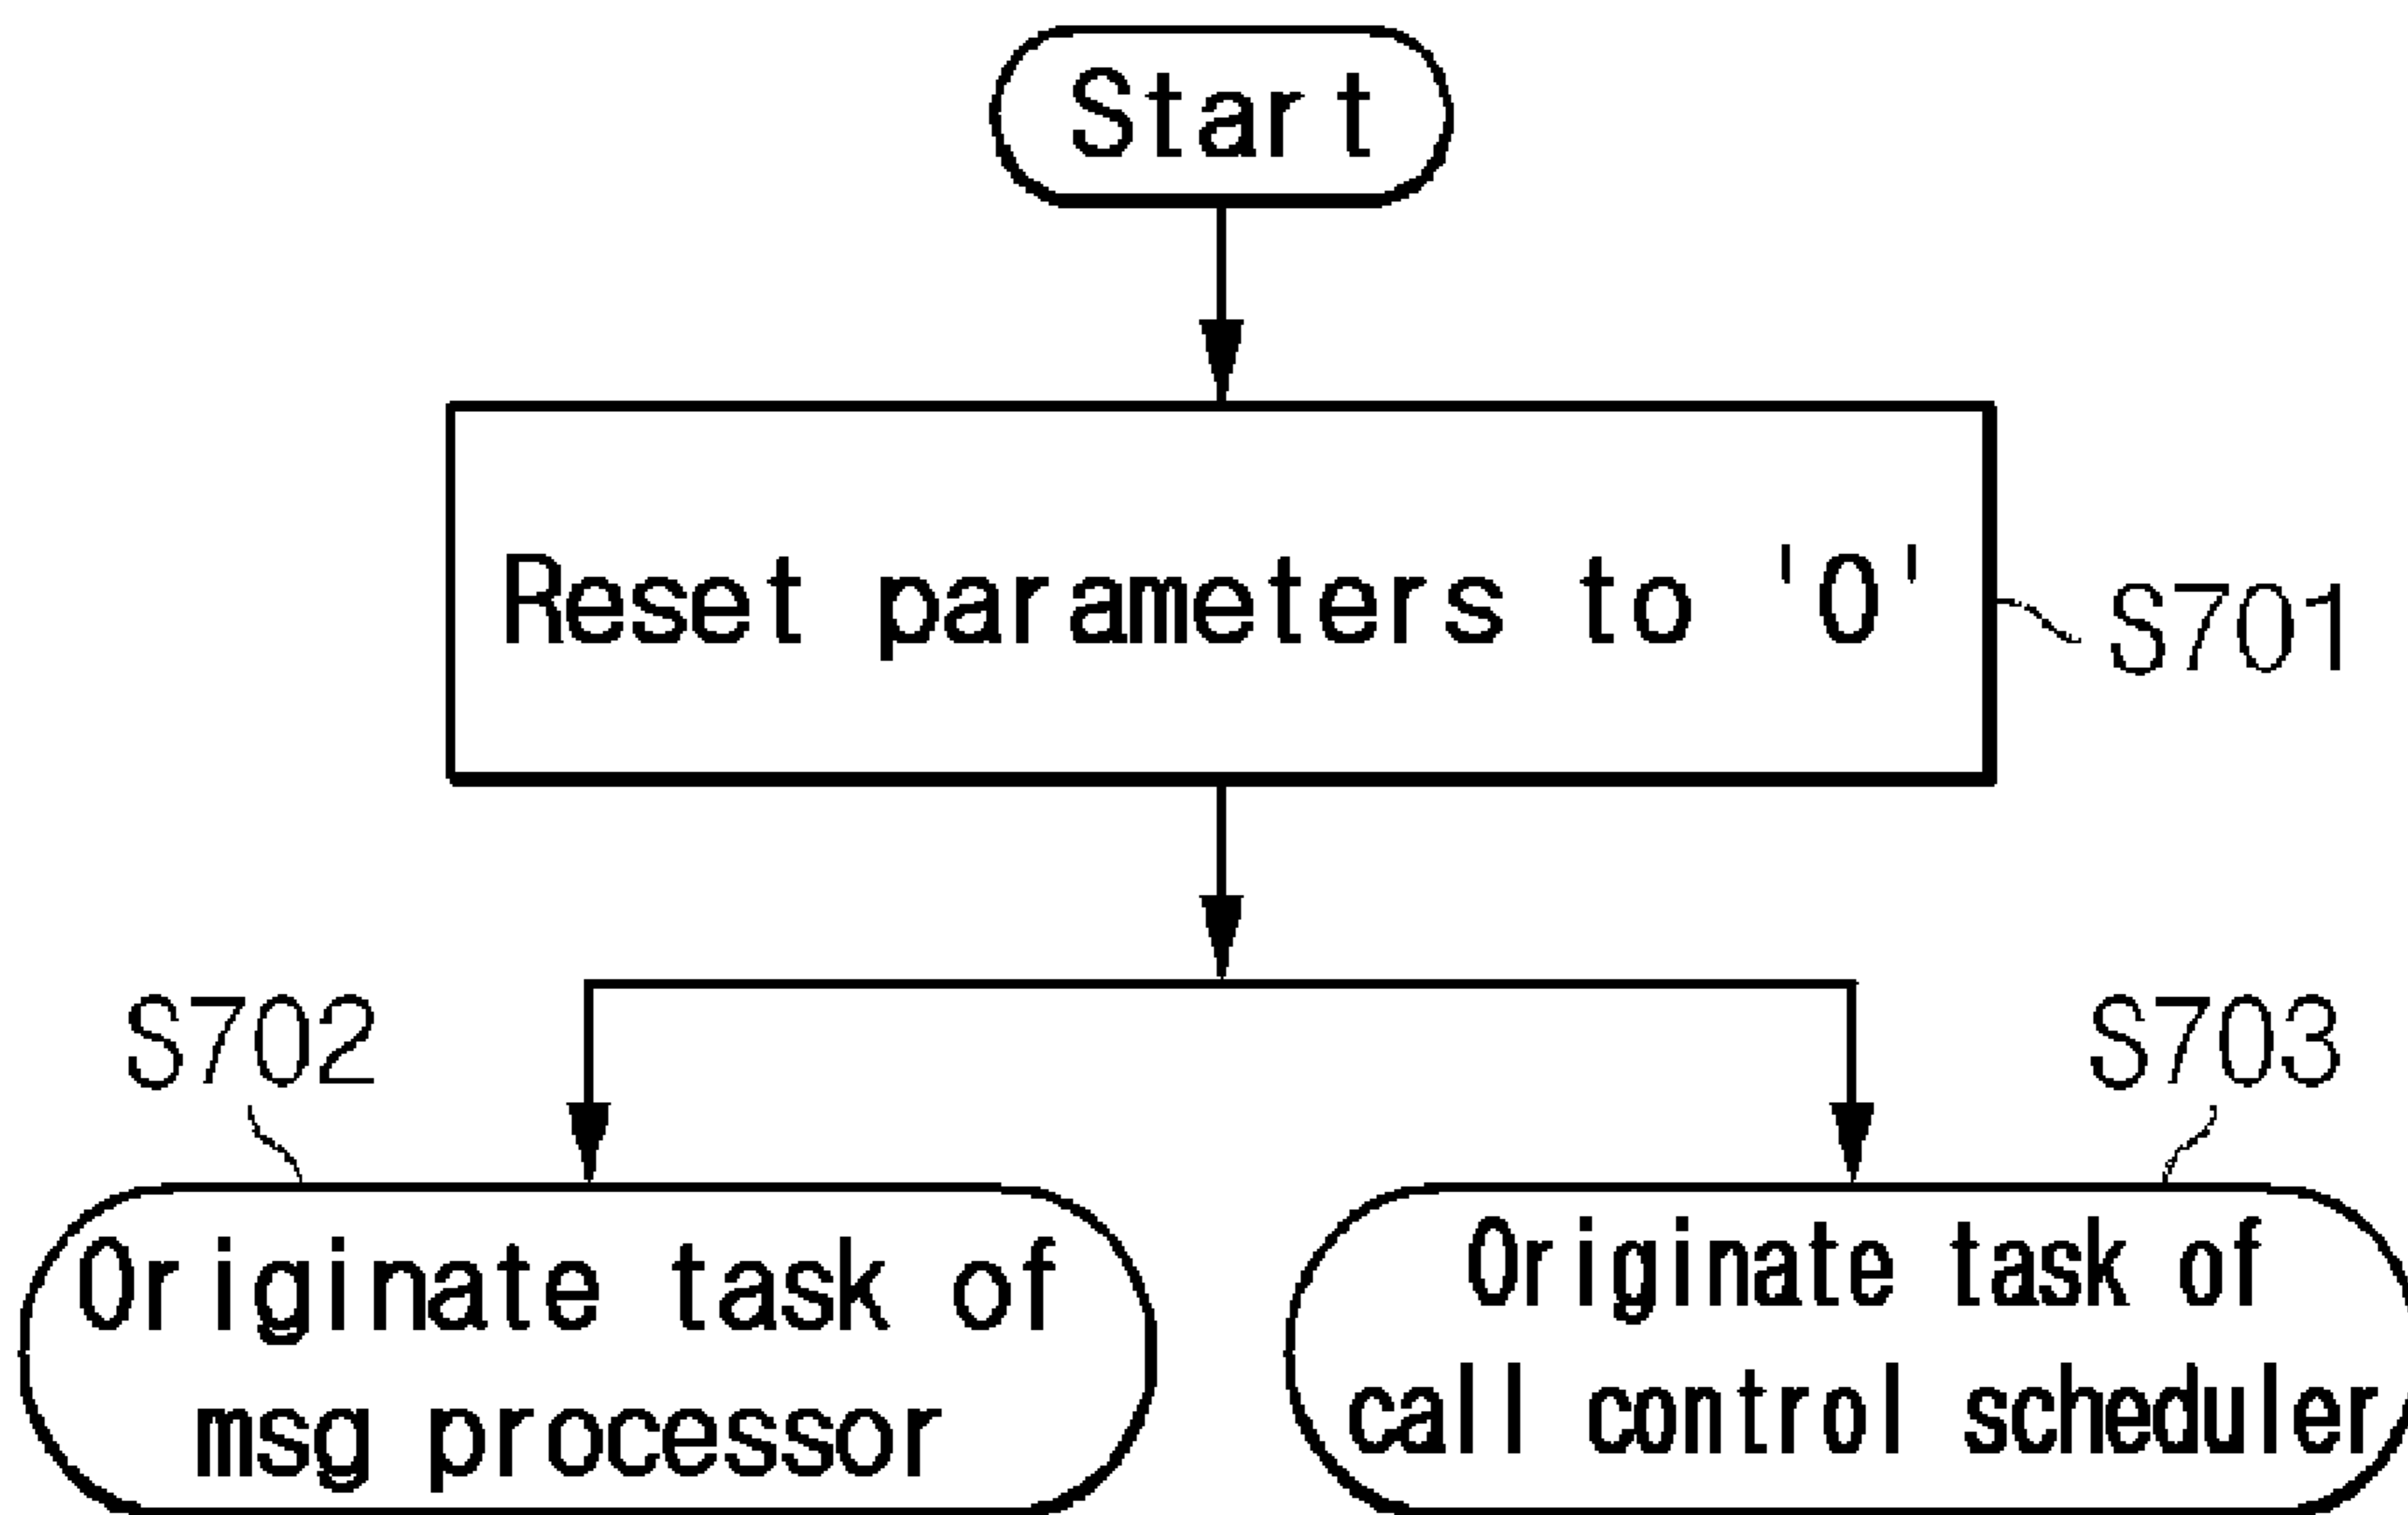 Start
Reset parameters to '0'
S701
S702
S703
Originate task of
msg processor
Originate task of
call control scheduler